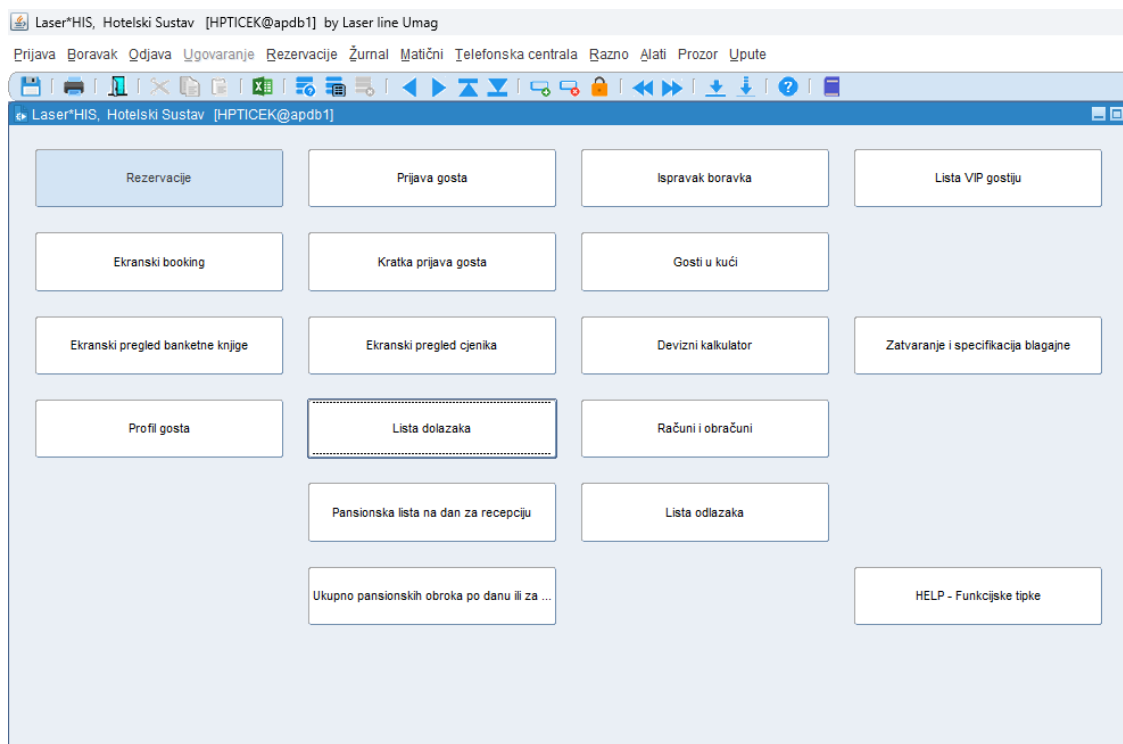 Laser*HIS, Hotelski Sustav [HPTICEK@apdb1] by Laser line Umag
Prijava Boravak Odjava Ugovaranje Rezervacije Žurnal Matični Telefonska centrala Razno Alati Prozor Upute
Laser*HIS, Hotelski Sustav [HPTICEK@apdb1]
Rezervacije
Prijava gosta
Ispravak boravka
Lista VIP gostiju
Ekranski booking
Kratka prijava gosta
Gosti u kući
Ekranski pregled banketne knjige
Ekranski pregled cjenika
Devizni kalkulator
Zatvaranje i specifikacija blagajne
Profil gosta
Lista dolazaka
Računi i obračuni
Pansionska lista na dan za recepciju
Lista odlazaka
Ukupno pansionskih obroka po danu ili za ...
HELP - Funkcijske tipke